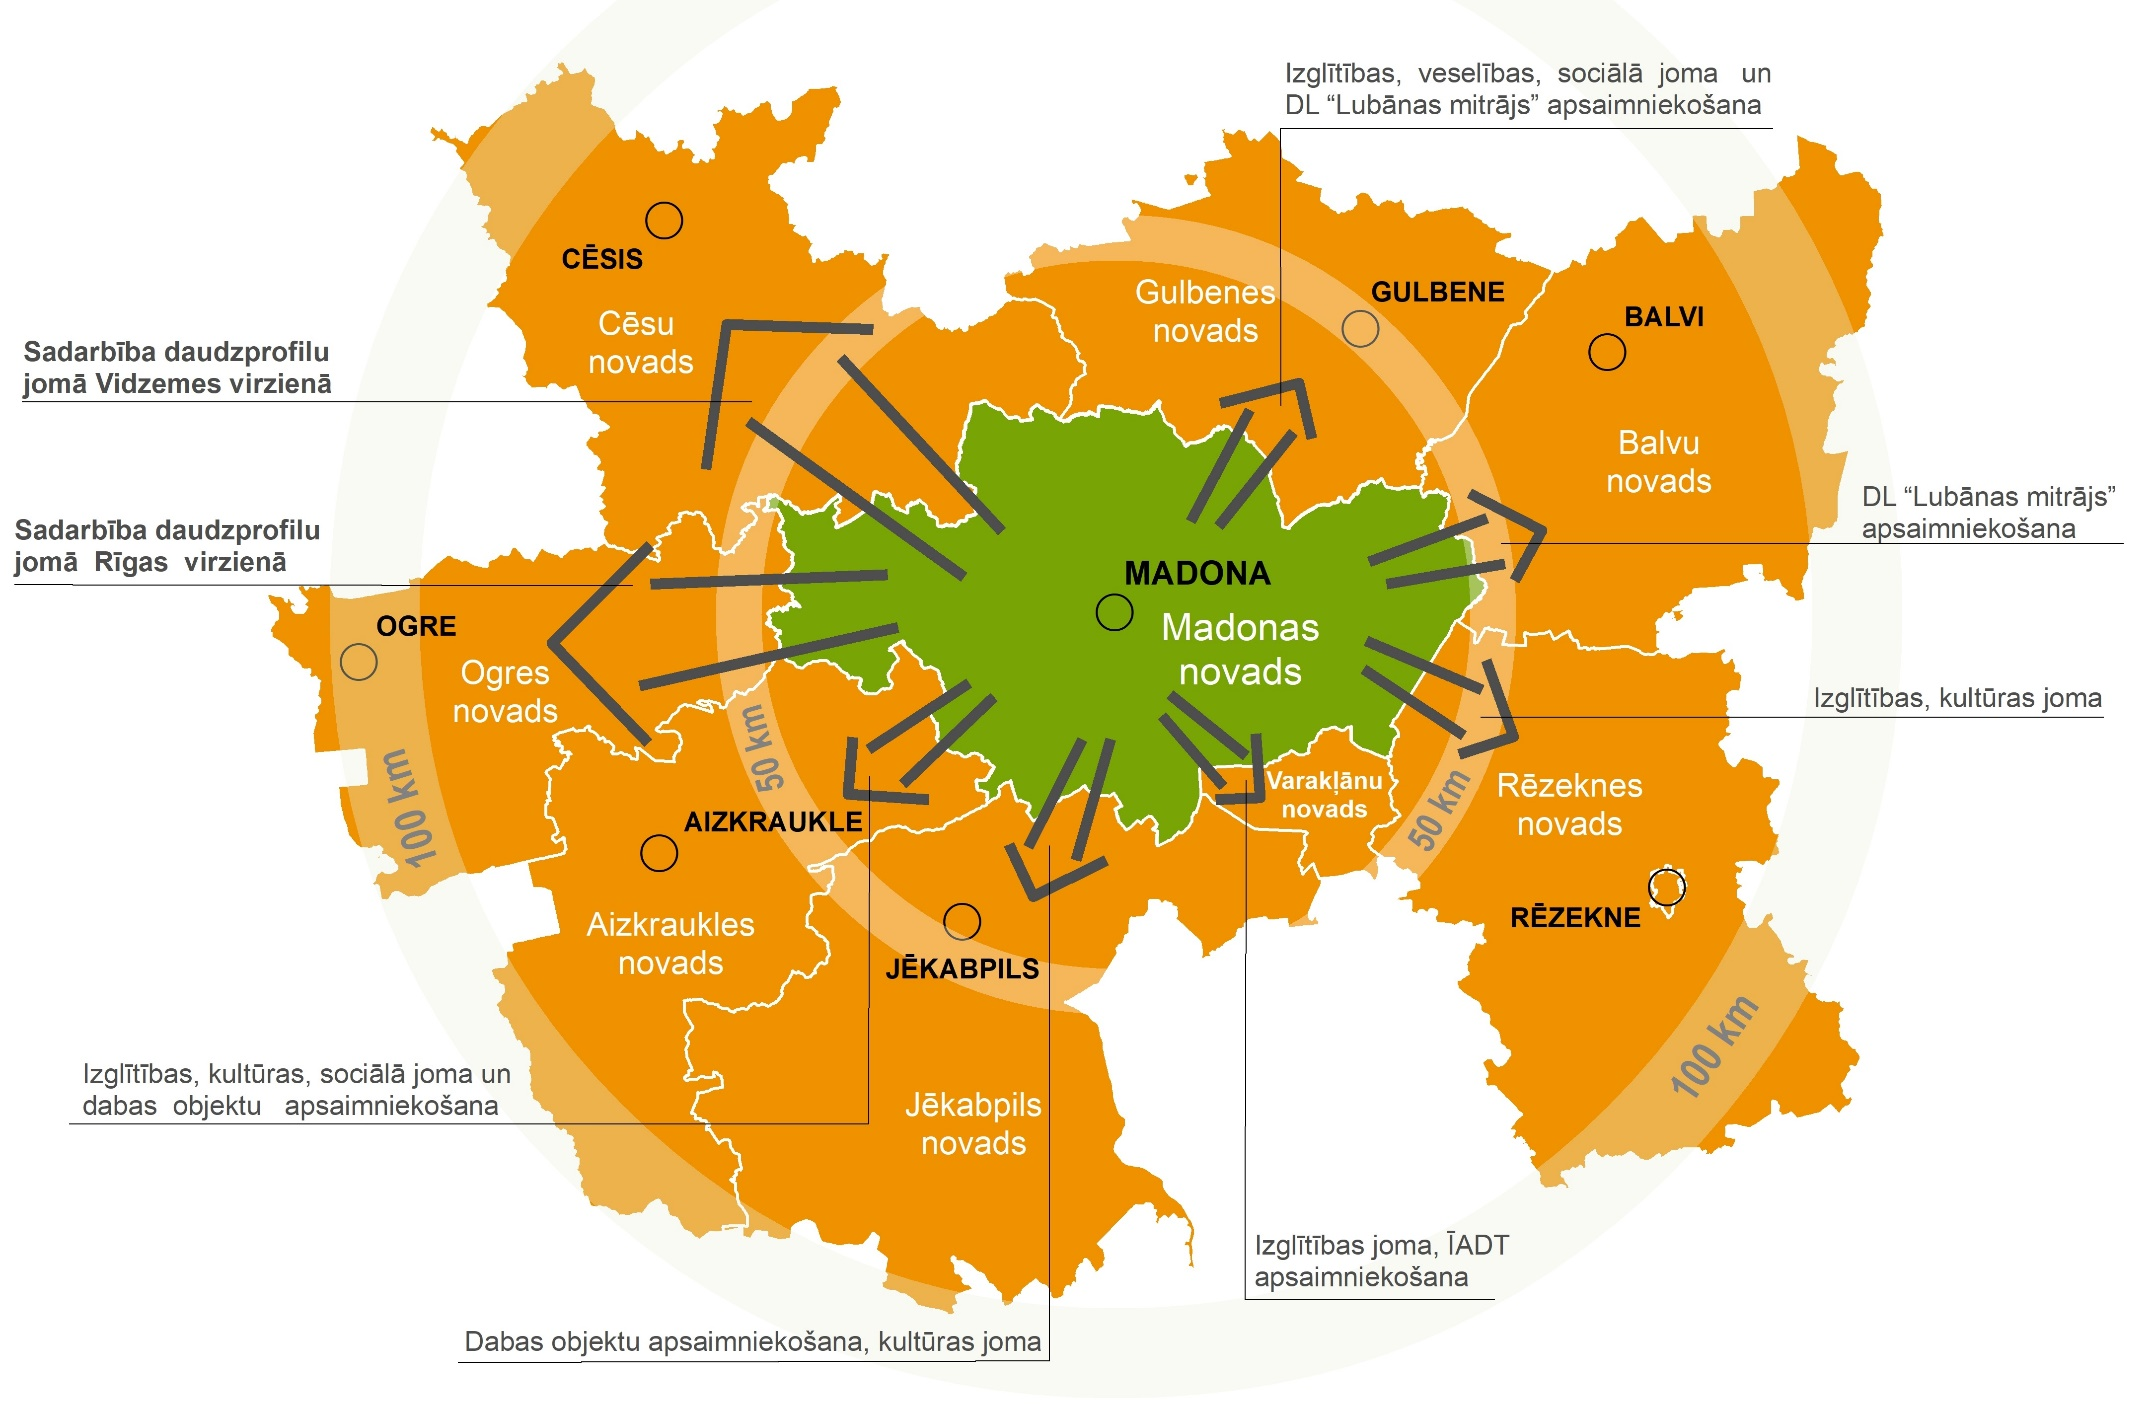 Izglītības, veselības, sociālā joma un
DL “Lubānas mitrājs” apsaimniekošana
CĒSIS
Cēsu
novads
Gulbenes
novads
GULBENE
BALVI
Sadarbība daudzprofilu
jomā Vidzemes virzienā
Balvu
novads
DL “Lubānas mitrājs”
apsaimniekošana
Sadarbība daudzprofilu
jomā Rīgas virzienā
MADONA
Madonas
novads
OGRE
Ogres
novads
Izglītības, kultūras joma
50 km
100 km
Varakļānu
novads
50 km
Rēzeknes
novads
AIZKRAUKLE
RĒZEKNE
Aizkraukles
novads
JĒKABPILS
100 km
Izglītības, kultūras, sociālā joma un
dabas objektu apsaimniekošana
Jēkabpils
novads
Izglītības joma, ĪADT
apsaimniekošana
Dabas objektu apsaimniekošana, kultūras joma